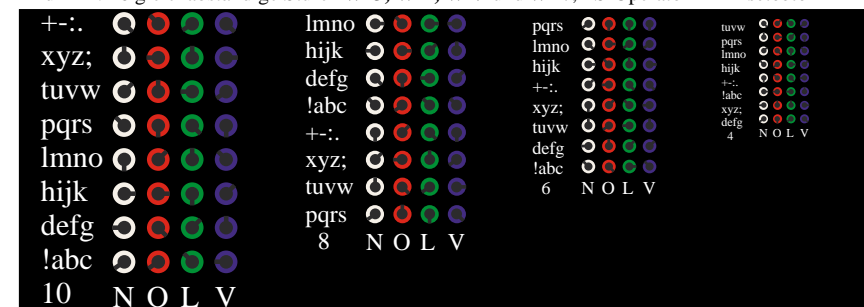 +-:.
xyz;
tuvw
pqrs
lmno
hijk
defg
!abc
10 N O L V
lmno
hijk
defg
!abc
+-:.
xyz;
tuvw
pqrs
8 N O L V
pqrs
lmno
hijk
+-:.
xyz;
tuvw
defg
!abc
6 N O L V
tuvw
pqrs
lmno
hijk
+-:.
!abc
xyz;
defg
4 N O L V